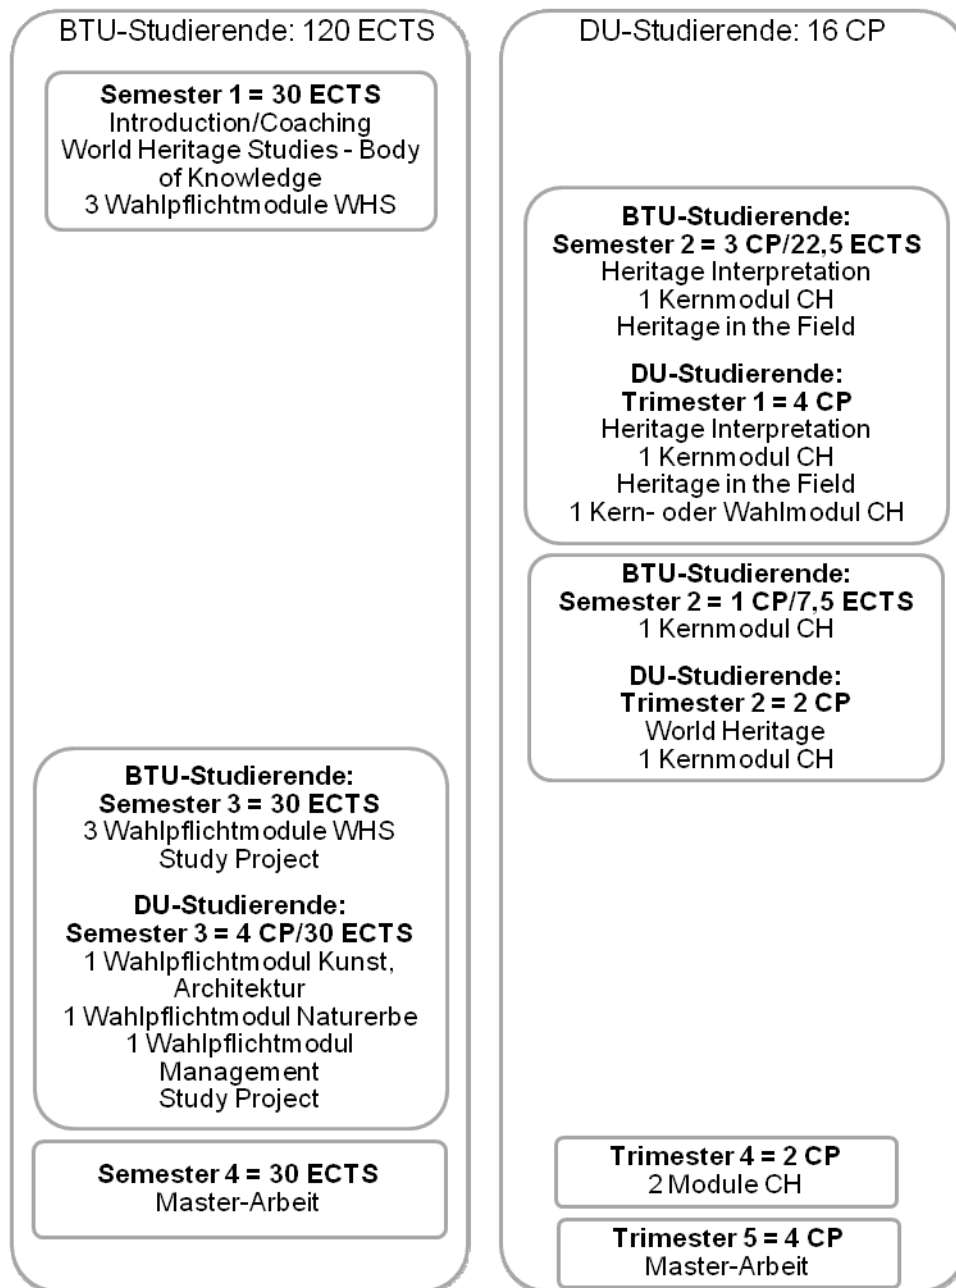 BTU-Studierende: 120 ECTS
Semester 1 = 30 ECTS
Introduction/Coaching
World Heritage Studies - Body
of Knowledge
3 Wahlpflichtmodule WHS
BTU-Studierende:
Semester 3 = 30 ECTS
3 Wahlpflichtmodule WHS
Study Project
DU-Studierende:
Semester 3 = 4 CP/30 ECTS
1 Wahlpflichtmodul Kunst,
Architektur
1 Wahlpflichtmodul Naturerbe
1 Wahlpflichtmodul
Management
Study Project
Semester 4 = 30 ECTS
Master-Arbeit
DU-Studierende: 16 CP
BTU-Studierende:
Semester 2 = 3 CP/22,5 ECTS
Heritage Interpretation
1 Kernmodul CH
Heritage in the Field
DU-Studierende:
Trimester 1 = 4 CP
Heritage Interpretation
1 Kernmodul CH
Heritage in the Field
1 Kern- oder Wahlmodul CH
BTU-Studierende:
Semester 2 = 1 CP/7,5 ECTS
1 Kernmodul CH
DU-Studierende:
Trimester 2 = 2 CP
World Heritage
1 Kernmodul CH
Trimester 4 = 2 CP
2 Module CH
Trimester 5 = 4 CP
Master-Arbeit